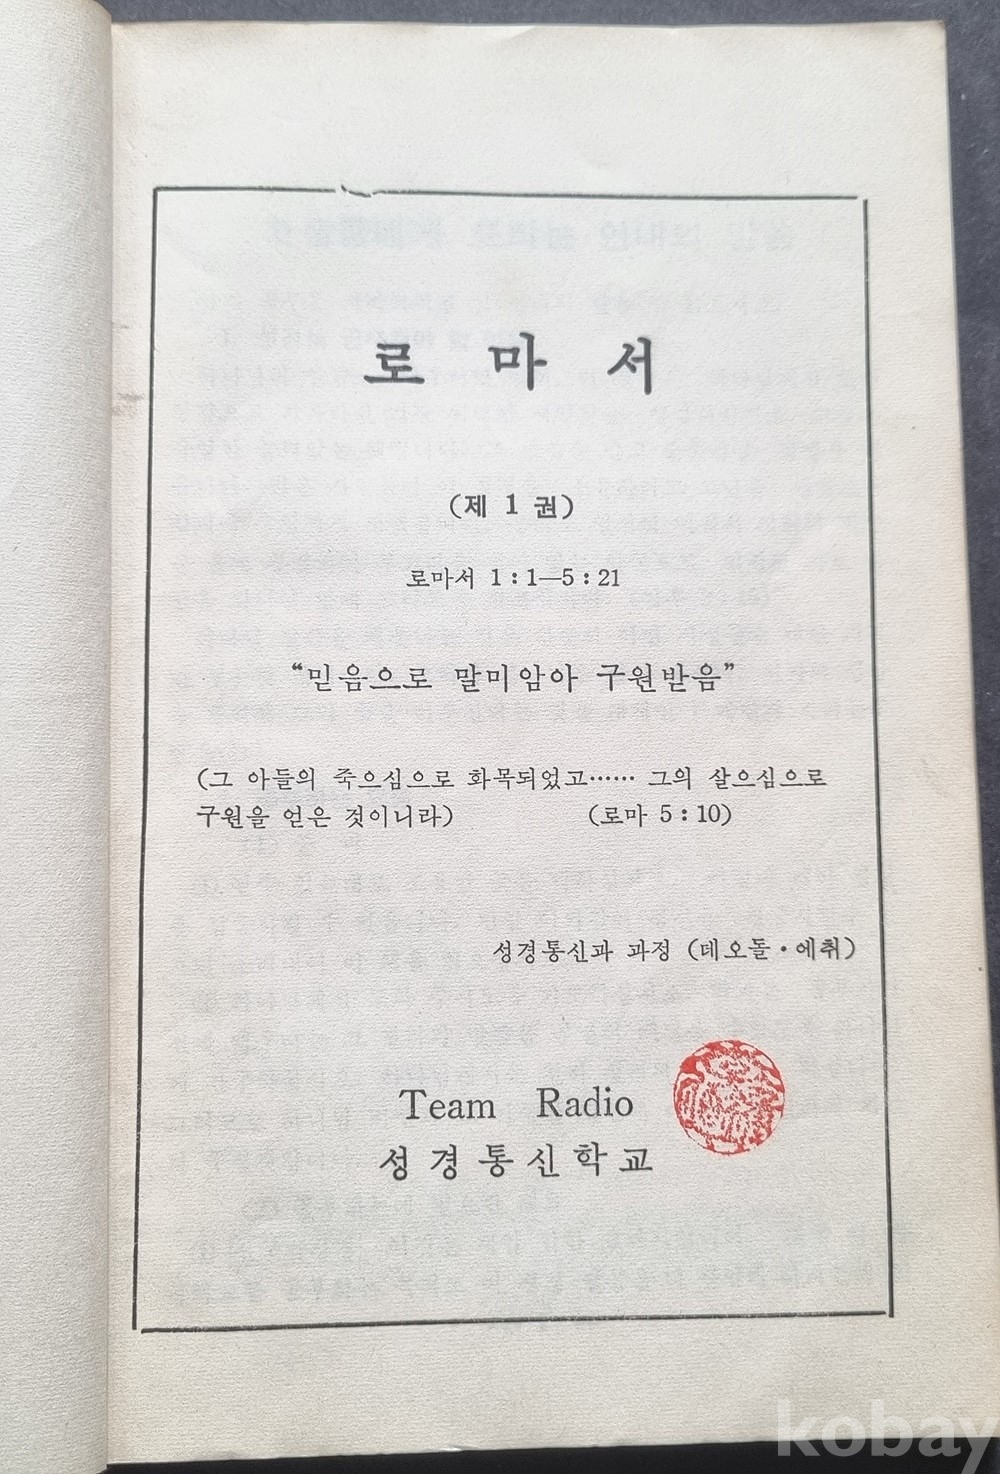 로 마 서
(제 1 권)
로마서 1 : 1—5 : 21
“믿음으로 말미암아 구원받음”
(그 아들의 죽으심으로 화목되었고…… 그의 살으심으로
구원을 얻은 것이니라) (로마 5 : 10)
성경통신과 과정 (데오돌·에취)
Team Radio
성경통신학교
kobay